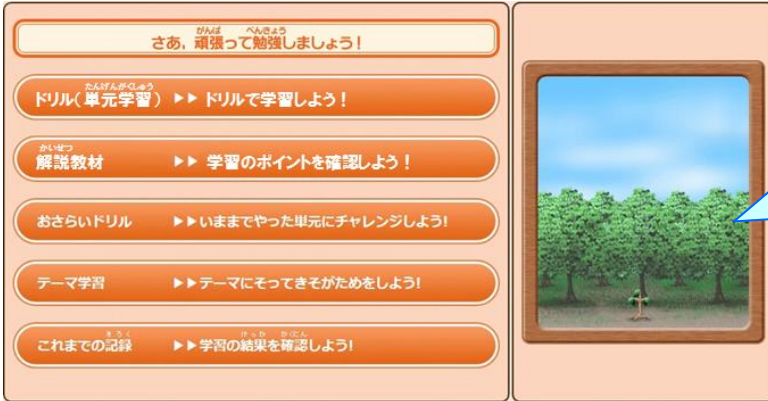 さあ、頑張って勉強しましょう！
ドリル(単元学習) ▶▶ ドリルで学習しよう！
解説教材 ▶▶ 学習のポイントを確認しよう！
おさらいドリル ▶▶いままでやった単元にチャレンジしよう!
テーマ学習 ▶▶テーマにそってきそがためをしよう!
これまでの記録 ▶▶学習の結果を確認しよう!